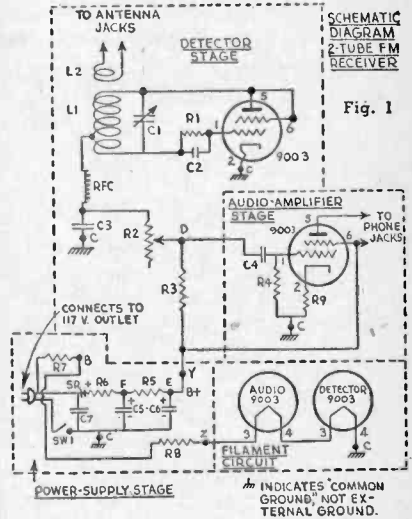 TO ANTENNA
JACKS
SCHEMATIC
DIAGRAM
2-TUBE FM
RECEIVER
DETECTOR
STAGE
Fig. 1
L2
L1
C1
R1
C2
1
5
6
2
C
9003
RFC
C3
C
R2
D
AUDIO-AMPLIFIER
STAGE
5
9003
6
TO
PHONE
JACKS
C4
1
R4
2
R9
C
R3
CONNECTS TO
117 V. OUTLET
R7
B
Y
B+
SR
+
R6
F
R5
E
C7
+
C5-C6
+
SW1
C
R8
Z
AUDIO
9003
DETECTOR
9003
3
4
3
4
C
FILAMENT
CIRCUIT
POWER-SUPPLY STAGE
INDICATES "COMMON
GROUND," NOT EX-
TERNAL GROUND.